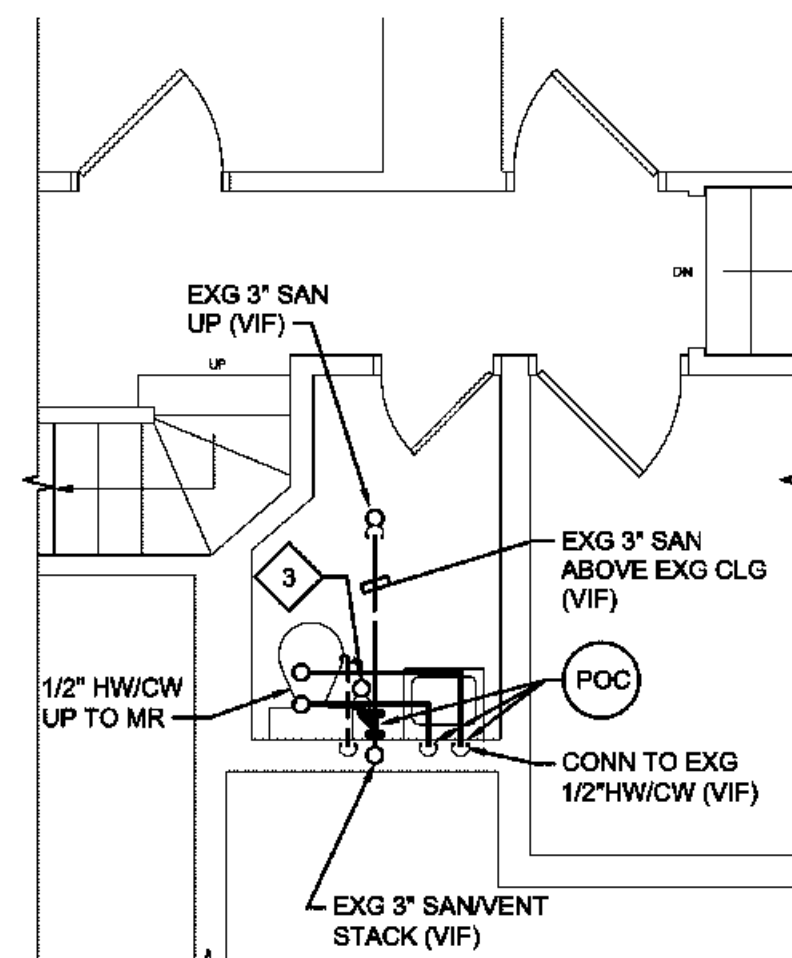 DN
EXG 3" SAN
UP (VIF)
UP
EXG 3" SAN
ABOVE EXG CLG
(VIF)
3
1/2" HW/CW
UP TO MR
POC
CONN TO EXG
1/2"HW/CW (VIF)
EXG 3" SAN/VENT
STACK (VIF)